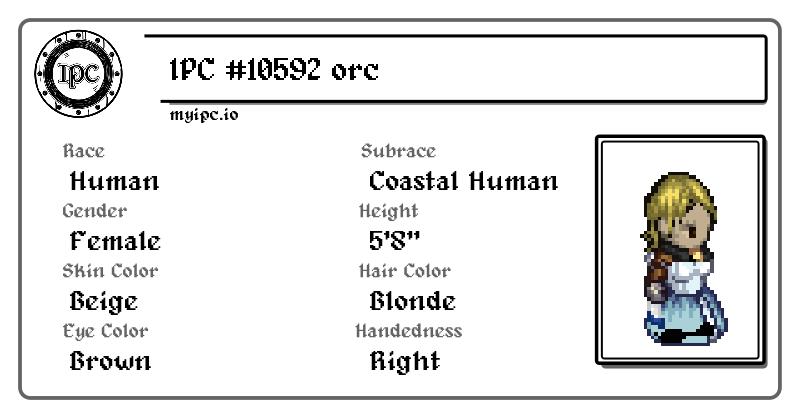 IPC
IPC #10592 orc
myipc.io
Race
Human
Subrace
Coastal Human
Gender
Female
Height
5'8"
Skin Color
Beige
Hair Color
Blonde
Eye Color
Brown
Handedness
Right